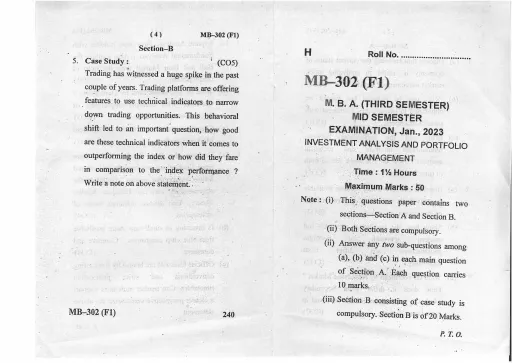 ( 4 ) MB-302 (F1)
Section–B
5. Case Study : (CO5)
Trading has witnessed a huge spike in the past
couple of years. Trading platforms are offering
features to use technical indicators to narrow
down trading opportunities. This behavioral
shift led to an important question, how good
are these technical indicators when it comes to
outperforming the index or how did they fare
in comparison to the index performance ?
Write a note on above statement.
MB–302 (F1) 240
H Roll No. ..............................
MB–302 (F1)
M. B. A. (THIRD SEMESTER)
MID SEMESTER
EXAMINATION, Jan., 2023
INVESTMENT ANALYSIS AND PORTFOLIO
MANAGEMENT
Time : 1½ Hours
Maximum Marks : 50
Note : (i) This questions paper contains two
sections—Section A and Section B.
(ii) Both Sections are compulsory.
(ii) Answer any two sub-questions among
(a), (b) and (c) in each main question
of Section A. Each question carries
10 marks.
(iii) Section B consisting of case study is
compulsory. Section B is of 20 Marks.
P. T. O.